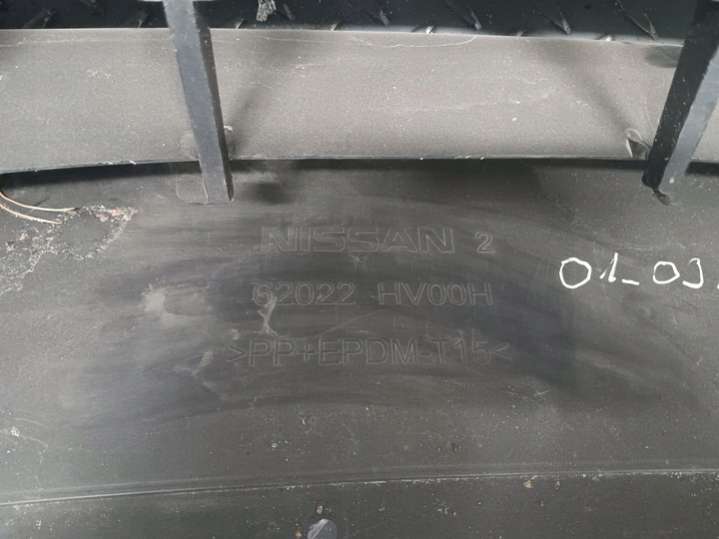 NISSAN 2
62022 HV00H
>PP+EPDM-T15<
01_03